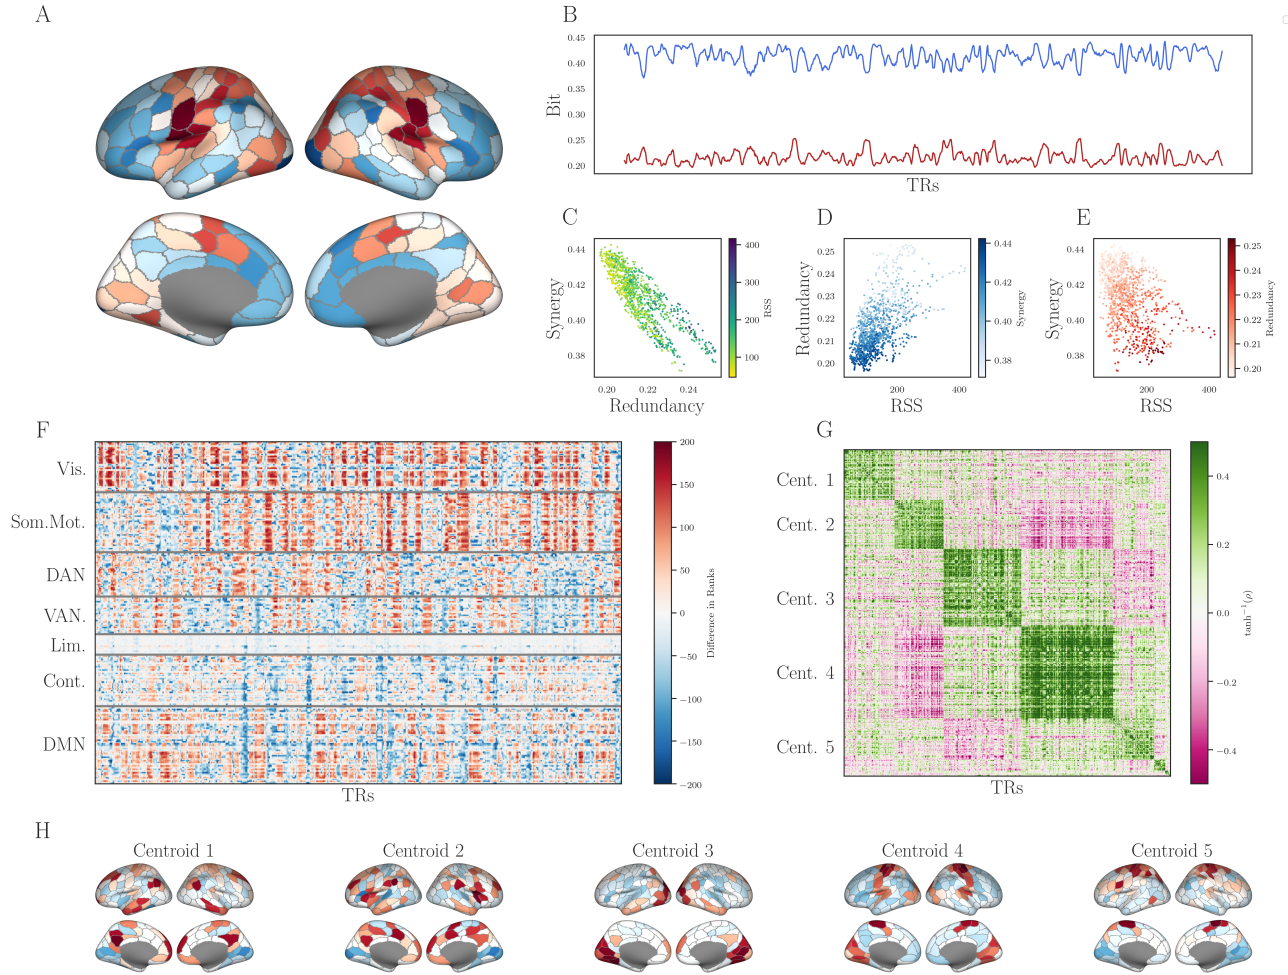 A
B
0.45
0.40
0.35
0.30
0.25
0.20
Bit
TRs
C
0.44
0.42
0.40
0.38
Synergy
0.20
0.22
0.24
Redundancy
400
300
200
100
RSS
D
0.25
0.24
0.23
0.22
0.21
0.20
Redundancy
200
400
RSS
0.44
0.42
0.40
0.38
Synergy
E
0.44
0.42
0.40
0.38
Synergy
0
200
400
RSS
0.25
0.24
0.23
0.22
0.21
0.20
Redundancy
F
Vis.
Som.Mot.
DAN
VAN.
Lim.
Cont.
DMN
TRs
200
150
100
50
0
−50
−100
−150
−200
Difference in Ranks
G
Cent. 1
Cent. 2
Cent. 3
Cent. 4
Cent. 5
TRs
0.4
0.2
0.0
−0.2
−0.4
tanh⁻¹(ρ)
H
Centroid 1
Centroid 2
Centroid 3
Centroid 4
Centroid 5